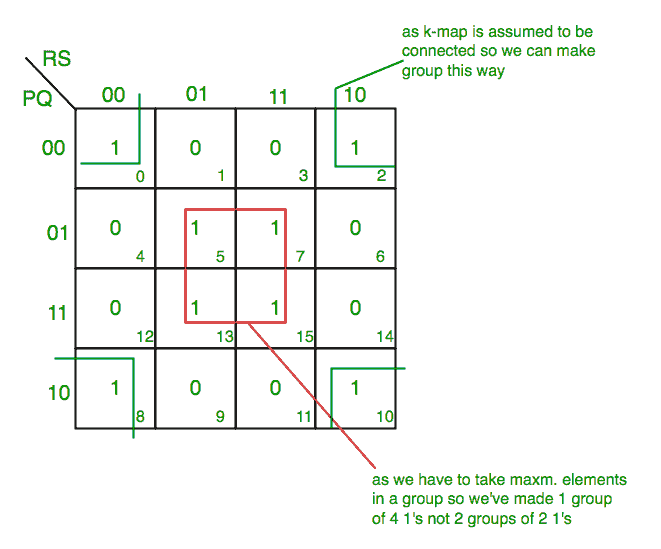 as k-map is assumed to be
connected so we can make
group this way
RS
PQ
00 01 11 10
00 1 0 0 1
0 1 3 2
01 0 1 1 0
4 5 7 6
11 0 1 1 0
12 13 15 14
10 1 0 0 1
8 9 11 10
as we have to take maxm. elements
in a group so we've made 1 group
of 4 1's not 2 groups of 2 1's